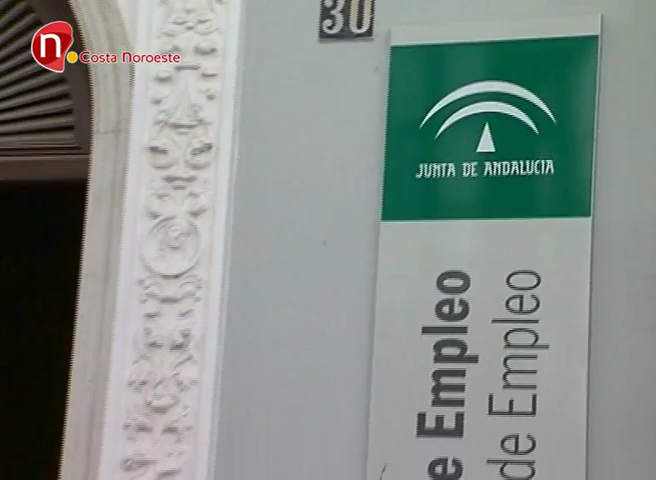 n Costa Noroeste
30
JUNTA DE ANDALUCIA
e Empleo
de Empleo